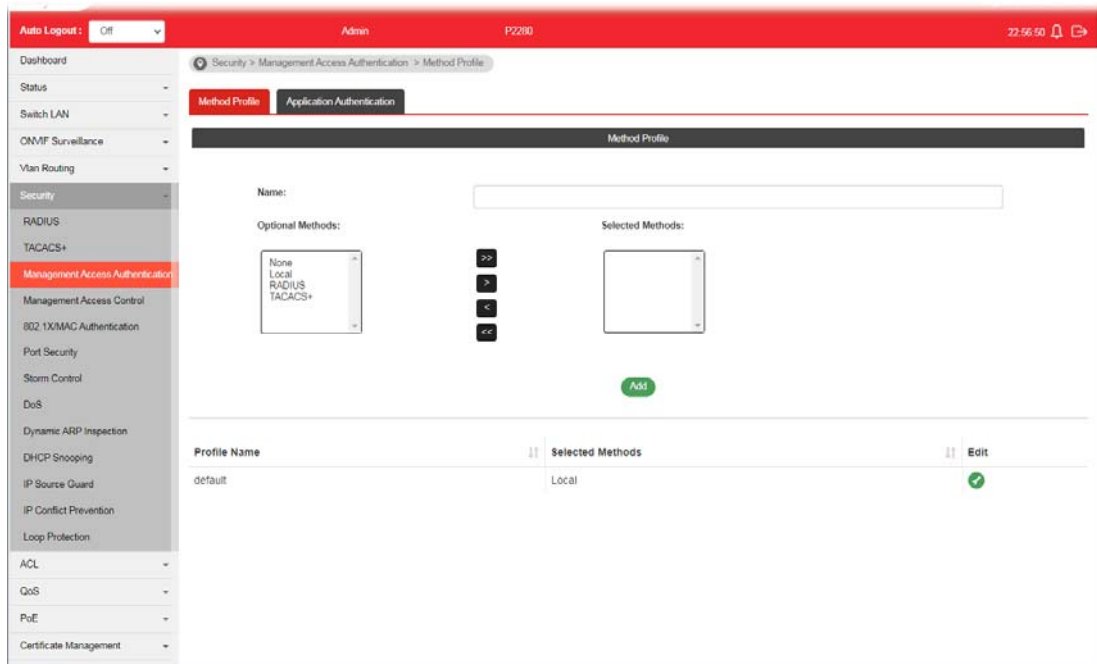 Auto Logout : Off Admin P2280 22:56:50
Dashboard
Status
Switch LAN
ONVIF Surveillance
Vlan Routing
Security
RADIUS
TACACS+
Management Access Authentication
Management Access Control
802.1X/MAC Authentication
Port Security
Storm Control
DoS
Dynamic ARP Inspection
DHCP Snooping
IP Source Guard
IP Conflict Prevention
Loop Protection
ACL
QoS
PoE
Certificate Management
Security > Management Access Authentication > Method Profile
Method Profile Application Authentication
Method Profile
Name:
Optional Methods: Selected Methods:
None
Local
RADIUS
TACACS+
>>
>
<
<<
Add
Profile Name Selected Methods Edit
default Local